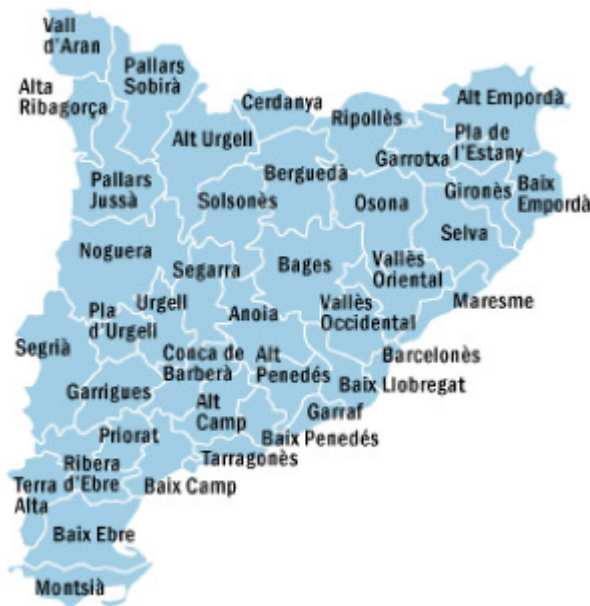 Vall
d'Aran
Pallars
Sobirà
Alta
Ribagorça
Cerdanya
Alt Empordà
Ripollès
Alt Urgell
Pla de
l'Estany
Garrotxa
Berguedà
Pallars
Jussà
Solsonès
Osona
Gironès
Baix
Empordà
Selva
Noguera
Segarra
Bages
Vallès
Oriental
Maresme
Urgell
Pla
d'Urgell
Anoia
Vallès
Occidental
Segrià
Conca de
Barberà
Alt
Penedés
Barcelonès
Baix Llobregat
Garrigues
Alt
Camp
Garraf
Priorat
Baix Penedés
Tarragonès
Ribera
d'Ebre
Terra
Alta
Baix Camp
Baix Ebre
Montsià